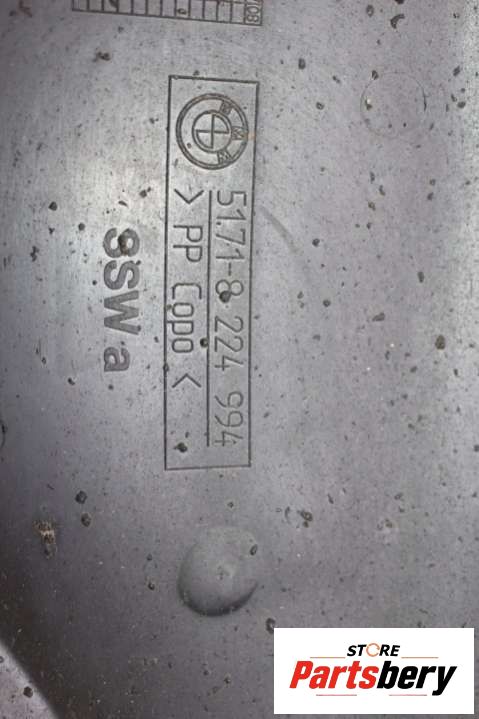 BMW
51.71-8 224 994
> PP Copo <
SSW a
STORE
Partsbery